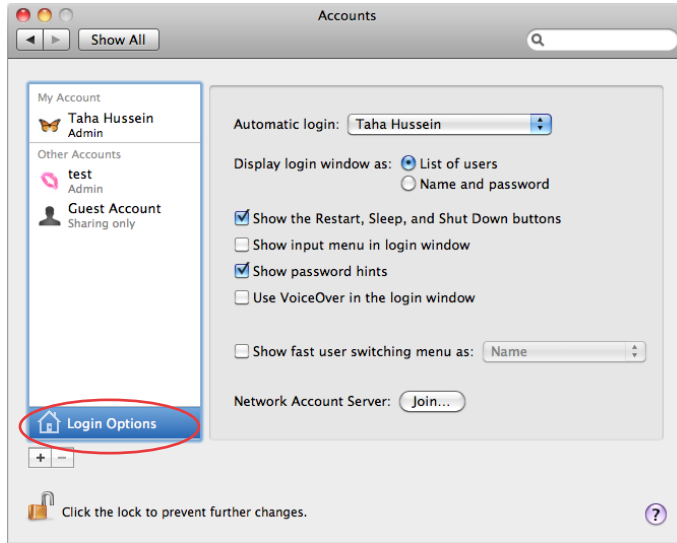 Accounts
Show All
My Account
Taha Hussein
Admin
Other Accounts
test
Admin
Guest Account
Sharing only
Login Options
+ −
Automatic login: Taha Hussein
Display login window as: List of users
Name and password
Show the Restart, Sleep, and Shut Down buttons
Show input menu in login window
Show password hints
Use VoiceOver in the login window
Show fast user switching menu as: Name
Network Account Server: Join...
Click the lock to prevent further changes.
?